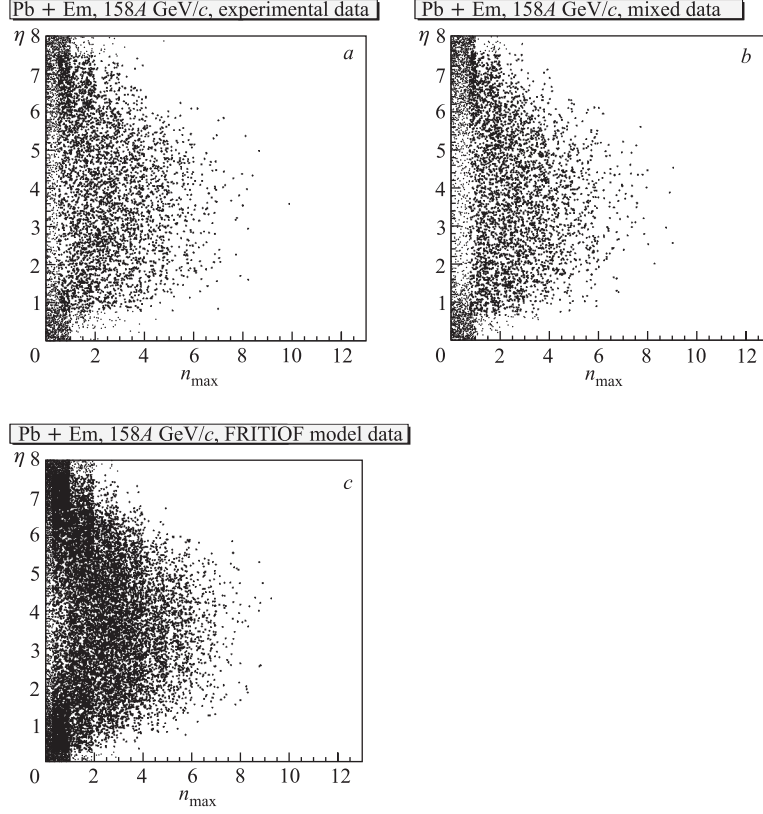 Pb + Em, 158A GeV/c, experimental data
Pb + Em, 158A GeV/c, mixed data
η 8
7
6
5
4
3
2
1
0 2 4 6 8 10 12
n_max
a
η 8
7
6
5
4
3
2
1
0 2 4 6 8 10 12
n_max
b
Pb + Em, 158A GeV/c, FRITIOF model data
η 8
7
6
5
4
3
2
1
0 2 4 6 8 10 12
n_max
c